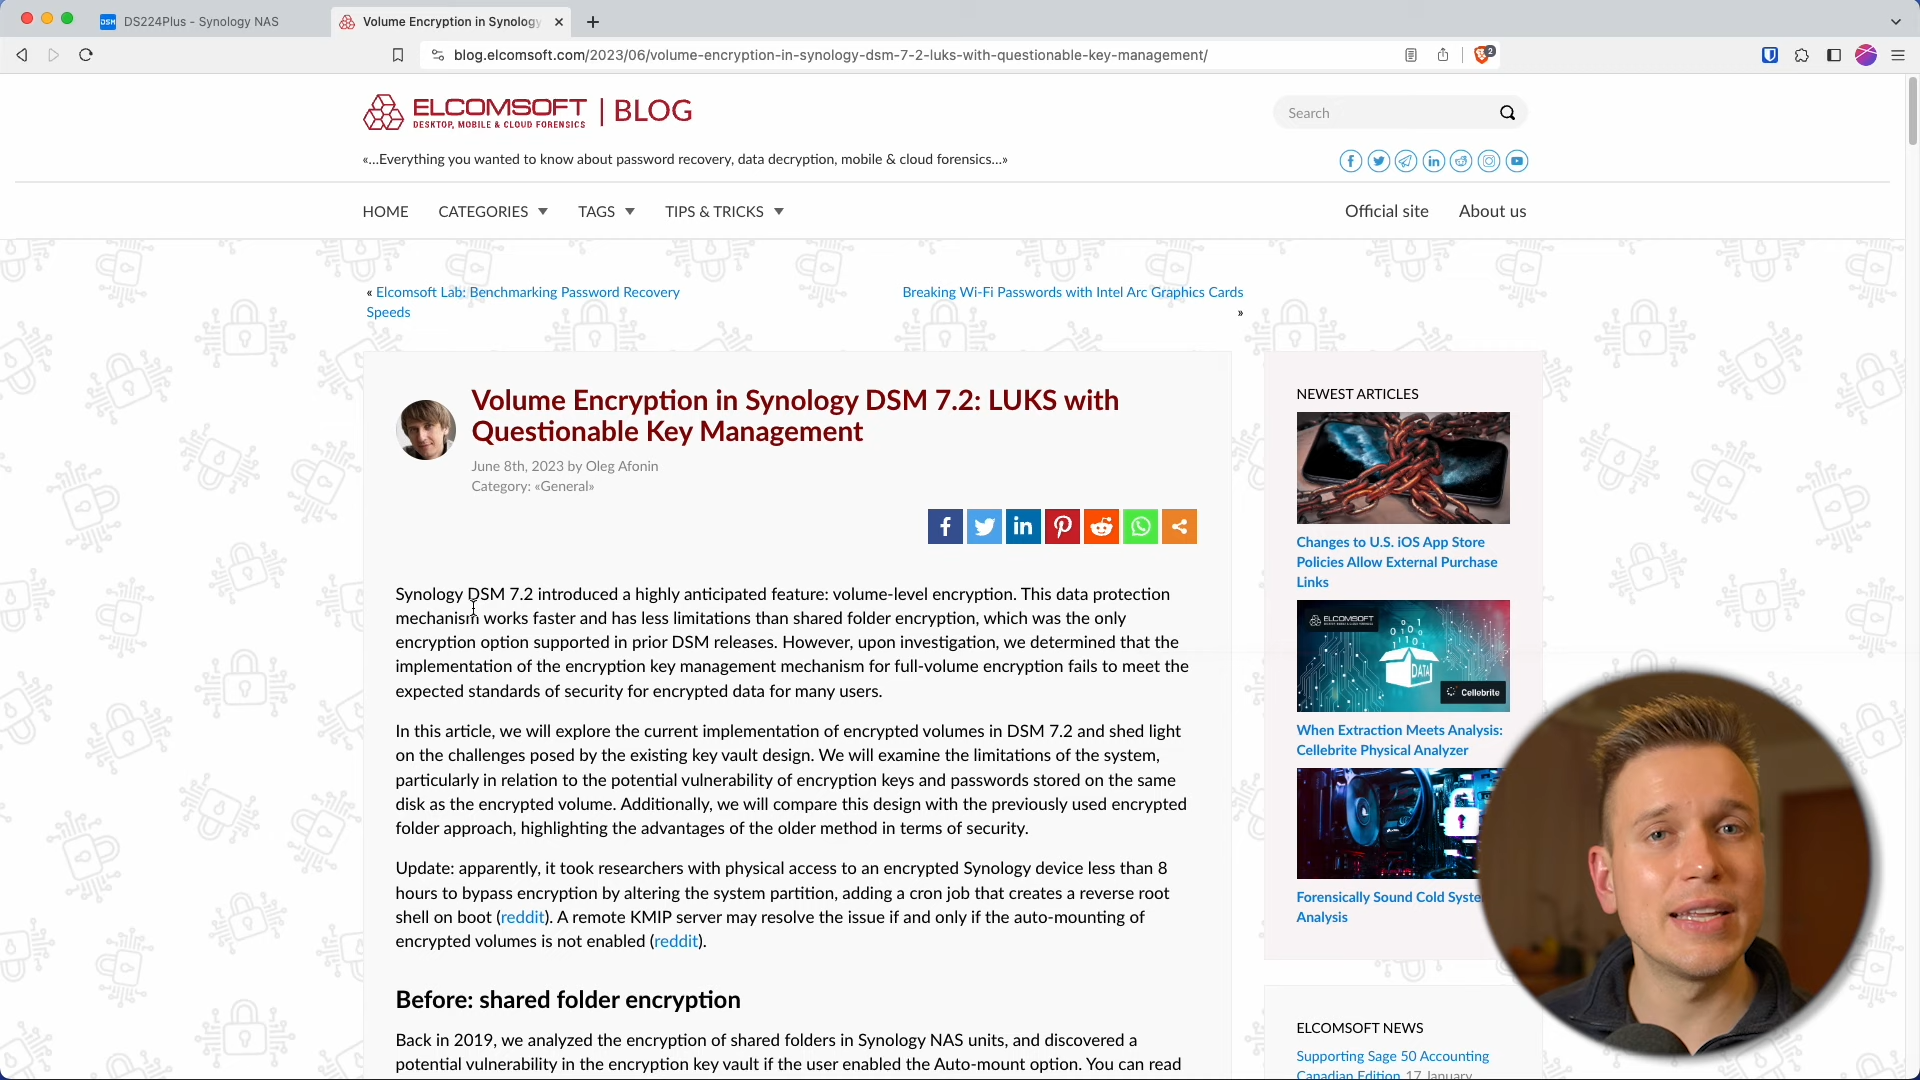 DSM DS224Plus - Synology NAS
Volume Encryption in Synology
blog.elcomsoft.com/2023/06/volume-encryption-in-synology-dsm-7-2-luks-with-questionable-key-management/
2
ELCOMSOFT | BLOG
DESKTOP, MOBILE & CLOUD FORENSICS
Search
«...Everything you wanted to know about password recovery, data decryption, mobile & cloud forensics...»
HOME CATEGORIES TAGS TIPS & TRICKS Official site About us
« Elcomsoft Lab: Benchmarking Password Recovery
Speeds
Breaking Wi-Fi Passwords with Intel Arc Graphics Cards
»
Volume Encryption in Synology DSM 7.2: LUKS with
Questionable Key Management
June 8th, 2023 by Oleg Afonin
Category: «General»
Synology DSM 7.2 introduced a highly anticipated feature: volume-level encryption. This data protection
mechanism works faster and has less limitations than shared folder encryption, which was the only
encryption option supported in prior DSM releases. However, upon investigation, we determined that the
implementation of the encryption key management mechanism for full-volume encryption fails to meet the
expected standards of security for encrypted data for many users.
In this article, we will explore the current implementation of encrypted volumes in DSM 7.2 and shed light
on the challenges posed by the existing key vault design. We will examine the limitations of the system,
particularly in relation to the potential vulnerability of encryption keys and passwords stored on the same
disk as the encrypted volume. Additionally, we will compare this design with the previously used encrypted
folder approach, highlighting the advantages of the older method in terms of security.
Update: apparently, it took researchers with physical access to an encrypted Synology device less than 8
hours to bypass encryption by altering the system partition, adding a cron job that creates a reverse root
shell on boot (reddit). A remote KMIP server may resolve the issue if and only if the auto-mounting of
encrypted volumes is not enabled (reddit).
Before: shared folder encryption
Back in 2019, we analyzed the encryption of shared folders in Synology NAS units, and discovered a
potential vulnerability in the encryption key vault if the user enabled the Auto-mount option. You can read
NEWEST ARTICLES
Changes to U.S. iOS App Store
Policies Allow External Purchase
Links
ELCOMSOFT
DATA
Cellebrite
When Extraction Meets Analysis:
Cellebrite Physical Analyzer
Forensically Sound Cold Syste
Analysis
ELCOMSOFT NEWS
Supporting Sage 50 Accounting
Canadian Edition 17 January